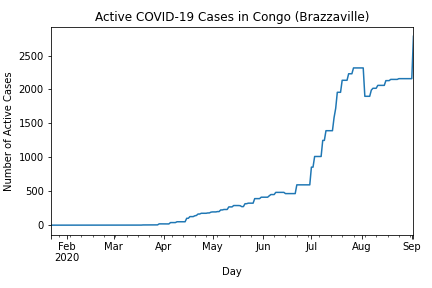 Active COVID-19 Cases in Congo (Brazzaville)
Number of Active Cases
2500
2000
1500
1000
500
0
Feb Mar Apr May Jun Jul Aug Sep
2020
Day